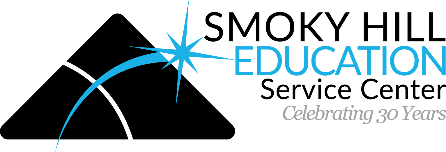 SMOKY HILL
EDUCATION
Service Center
Celebrating 30 Years